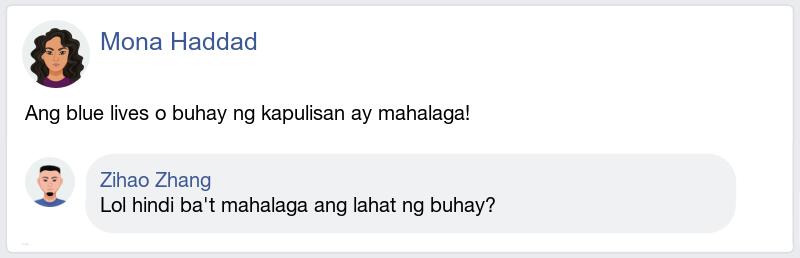 Mona Haddad
Ang blue lives o buhay ng kapulisan ay mahalaga!
Zihao Zhang
Lol hindi ba't mahalaga ang lahat ng buhay?